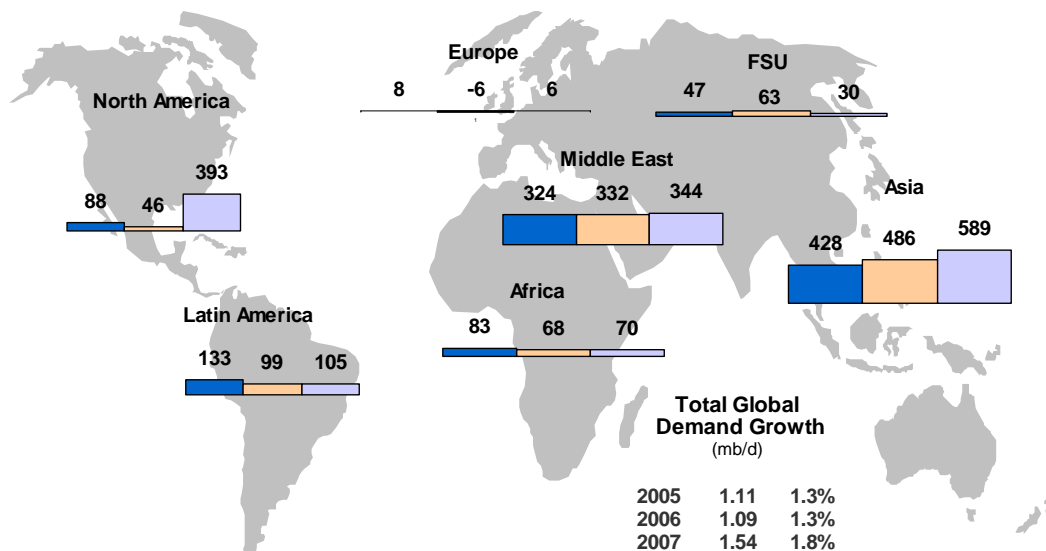 Europe
8 -6 6
FSU
47 63 30
North America
88 46 393
Middle East
324 332 344
Asia
428 486 589
Africa
83 68 70
Latin America
133 99 105
Total Global
Demand Growth
(mb/d)
2005 1.11 1.3%
2006 1.09 1.3%
2007 1.54 1.8%